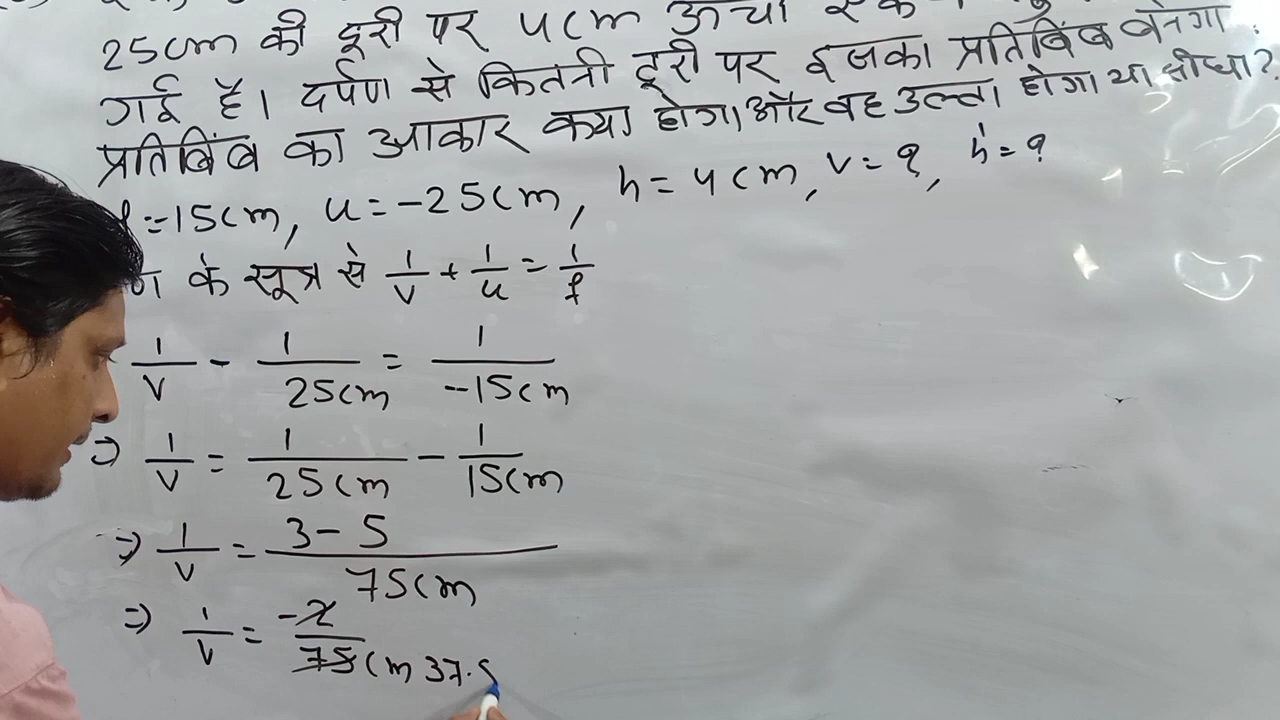 25cm की दूरी पर 4cm ऊँचा
गई है। दर्पण से कितनी दूरी पर इसका प्रतिबिंब बनेगा.
प्रतिबिंब का आकार क्या होगा और वह उल्टा होगा या सीधा?
f=-15cm, u=-25cm, h=4cm, v=?, h'=?
के सूत्र से 1/v + 1/u = 1/f
1/v - 1/25cm = 1/-15cm
⇒ 1/v = 1/25cm - 1/15cm
⇒ 1/v = 3-5/75cm
⇒ 1/v = -2/75cm 37.5